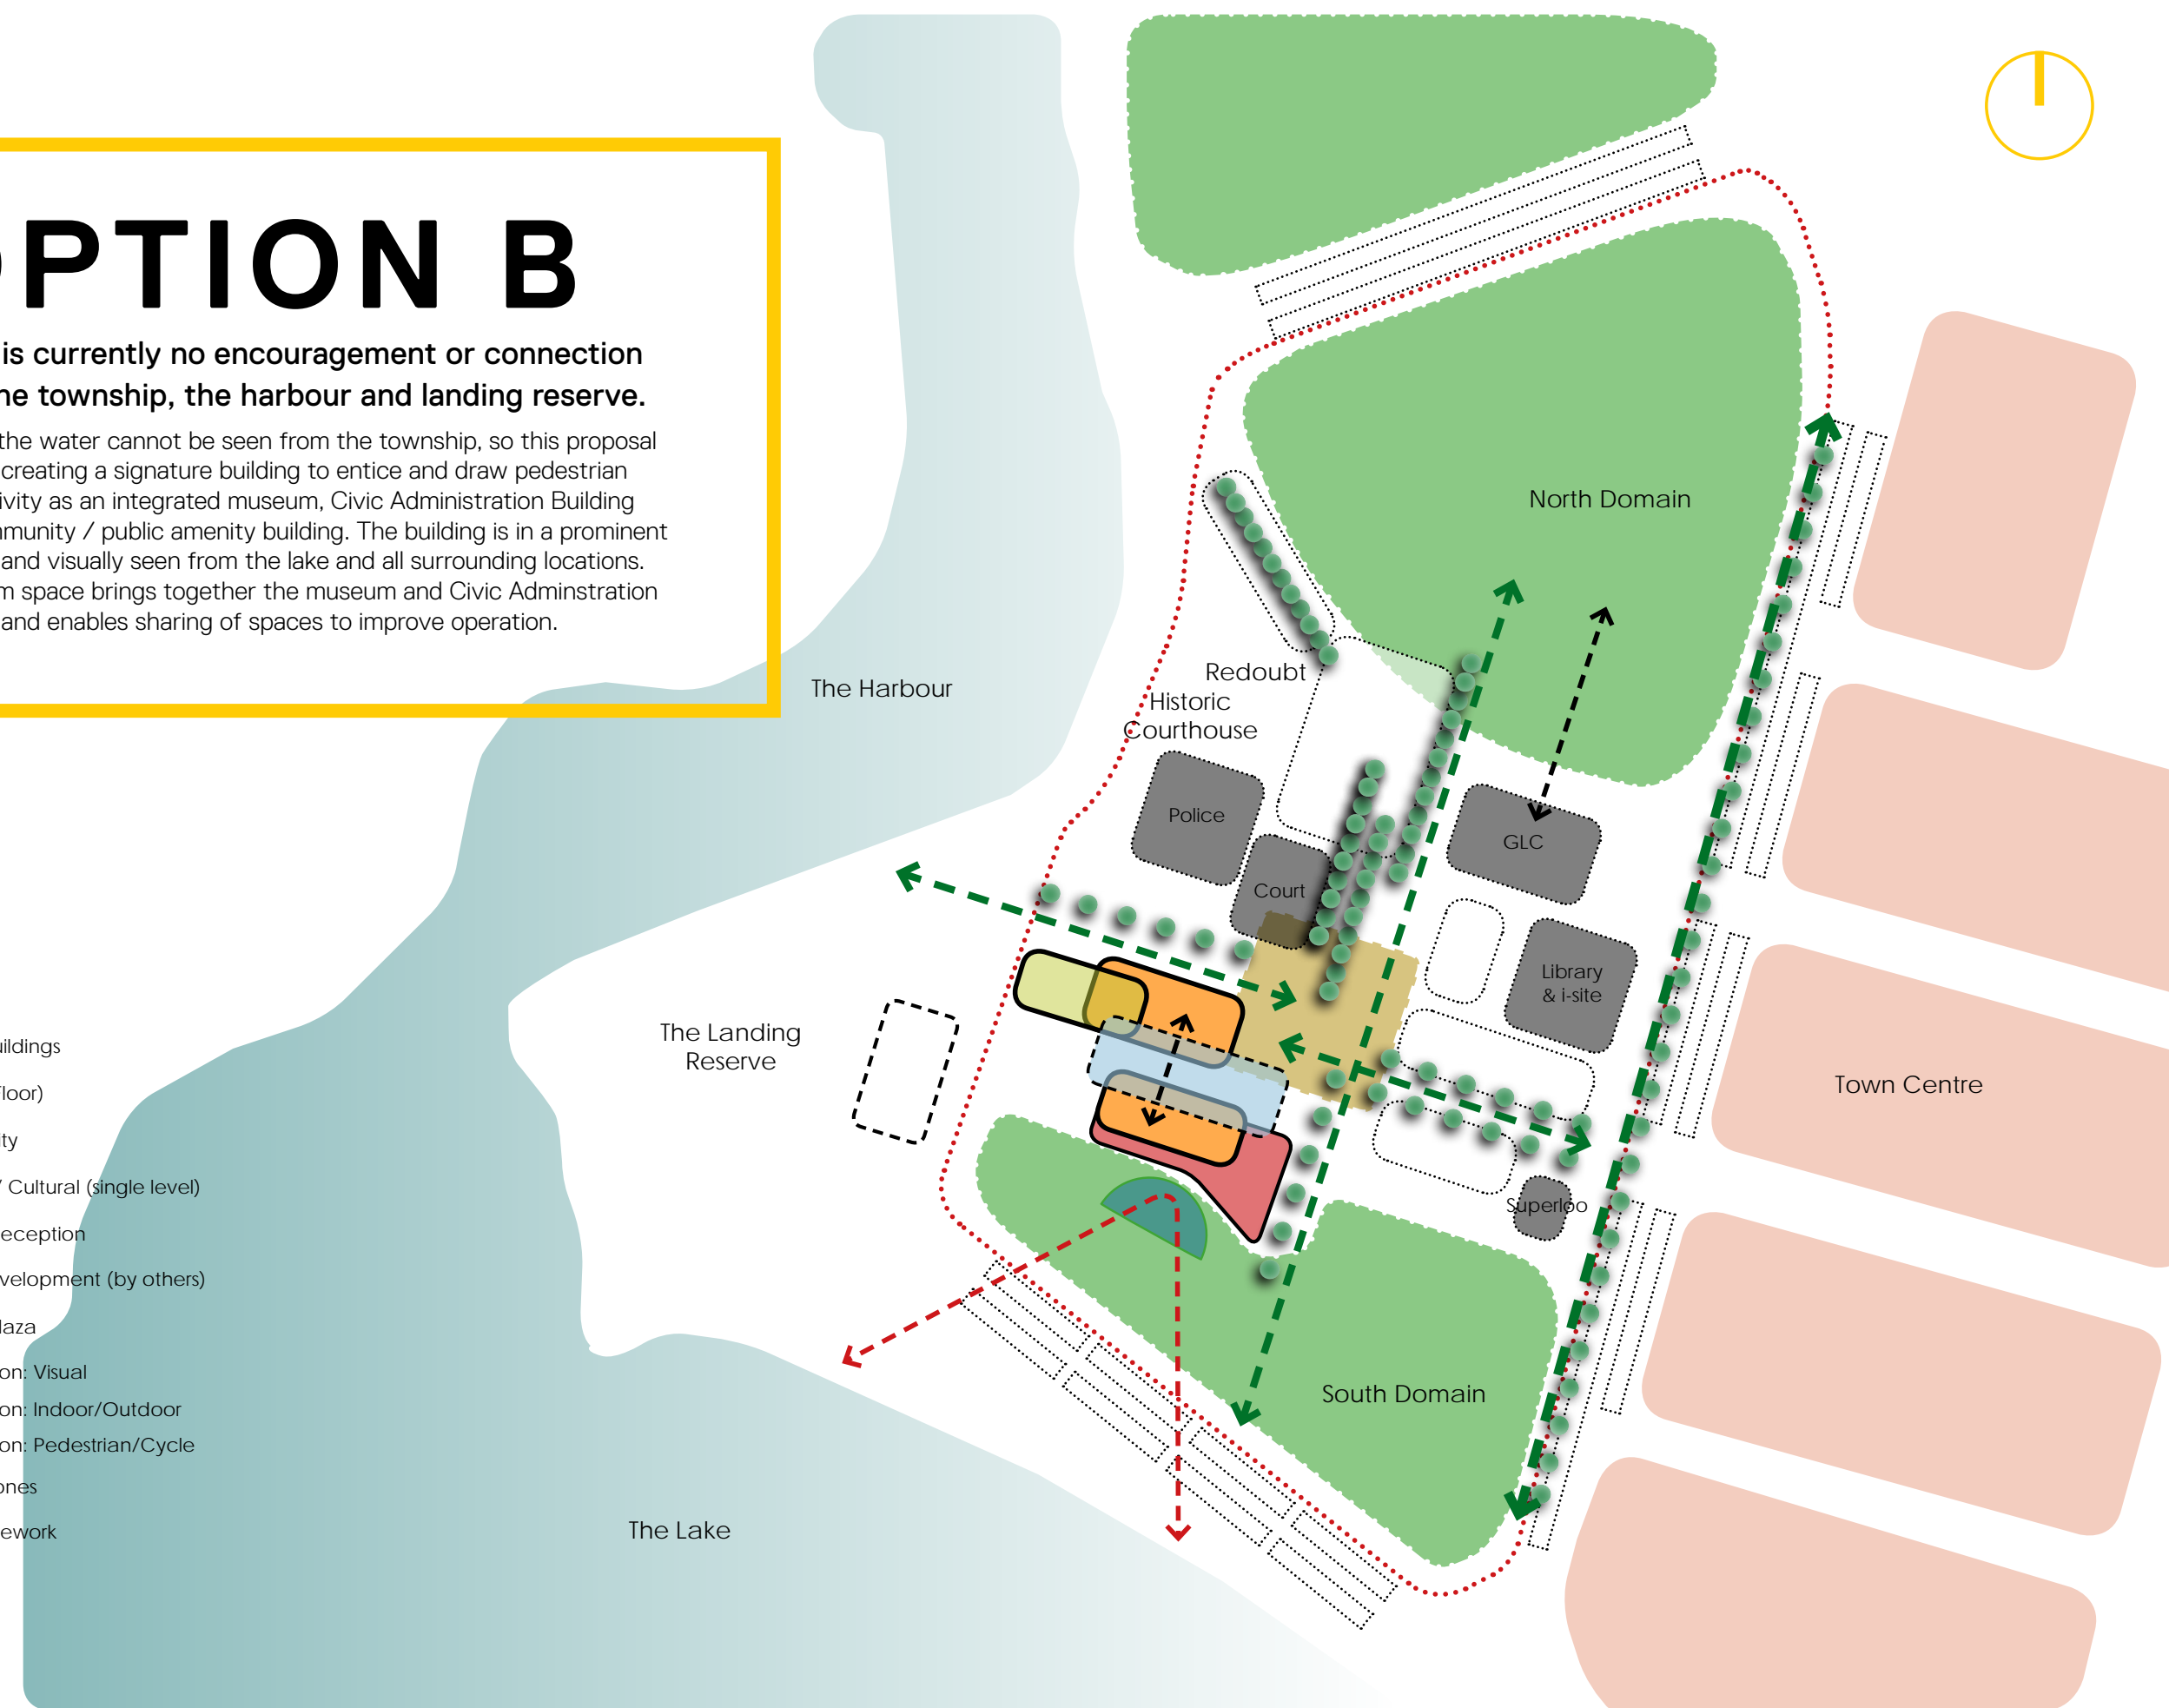 OPTION B
is currently no encouragement or connection
the township, the harbour and landing reserve.
the water cannot be seen from the township, so this proposal
creating a signature building to entice and draw pedestrian
ivity as an integrated museum, Civic Administration Building
mmunity / public amenity building. The building is in a prominent
and visually seen from the lake and all surrounding locations.
m space brings together the museum and Civic Adminstration
and enables sharing of spaces to improve operation.
North Domain
Redoubt
Historic
Courthouse
The Harbour
Police
GLC
Court
Library
& i-site
The Landing
Reserve
Town Centre
Superloo
South Domain
The Lake
ildings
loor)
ity
/ Cultural (single level)
eception
velopment (by others)
laza
on: Visual
on: Indoor/Outdoor
on: Pedestrian/Cycle
ones
ework